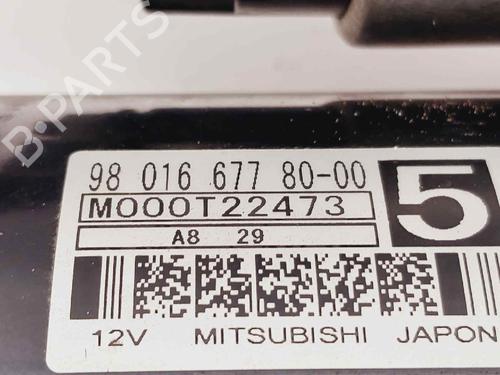 B-PARTS
98 016 677 80-00
5
M000T22473
A8 29
12V MITSUBISHI JAPON